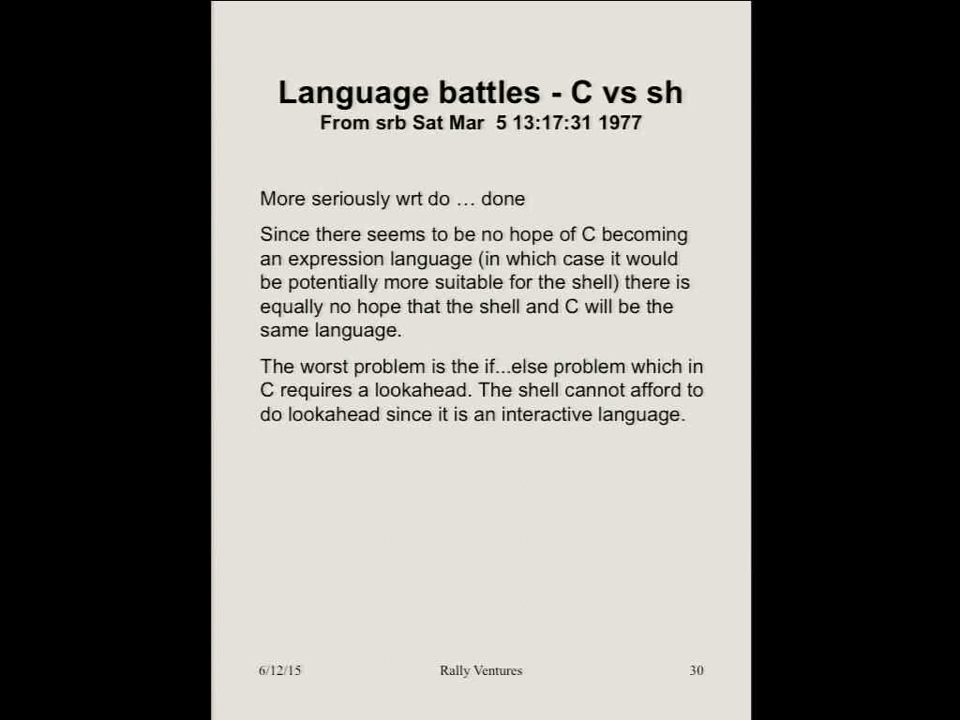 Language battles - C vs sh
From srb Sat Mar  5 13:17:31 1977
More seriously wrt do … done
Since there seems to be no hope of C becoming
an expression language (in which case it would
be potentially more suitable for the shell) there is
equally no hope that the shell and C will be the
same language.
The worst problem is the if...else problem which in
C requires a lookahead. The shell cannot afford to
do lookahead since it is an interactive language.
6/12/15 Rally Ventures 30